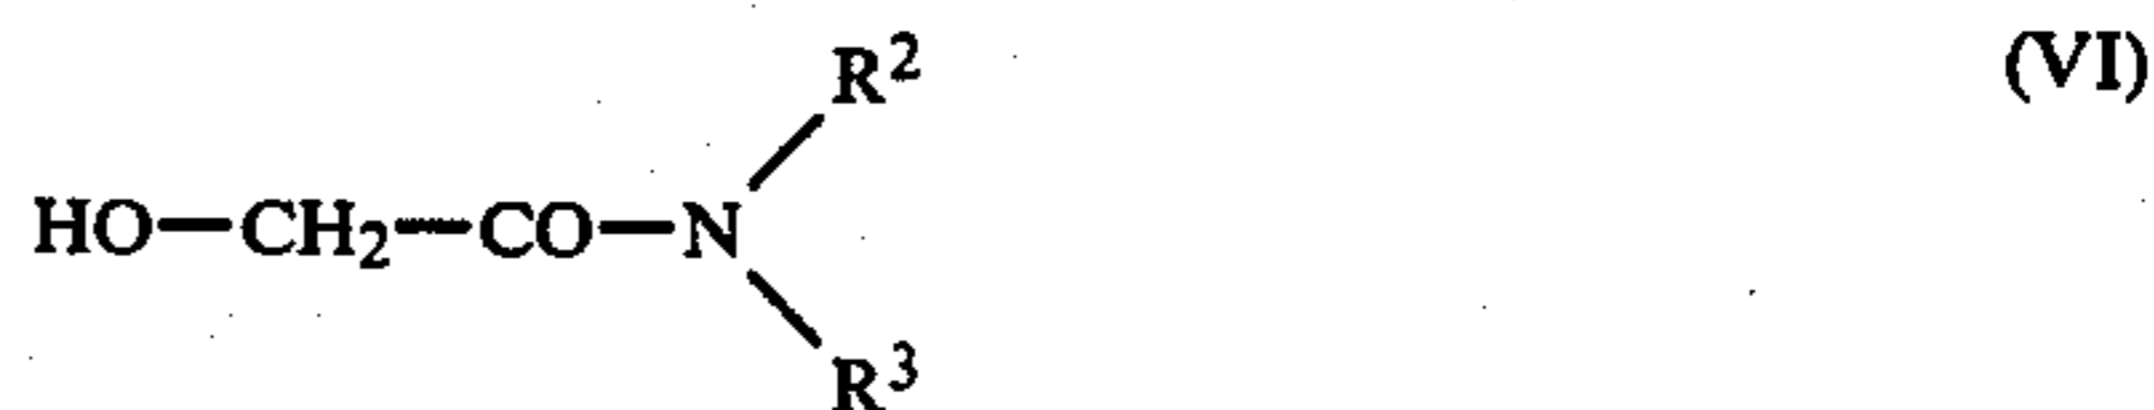 R² (VI)
HO—CH₂—CO—N
R³